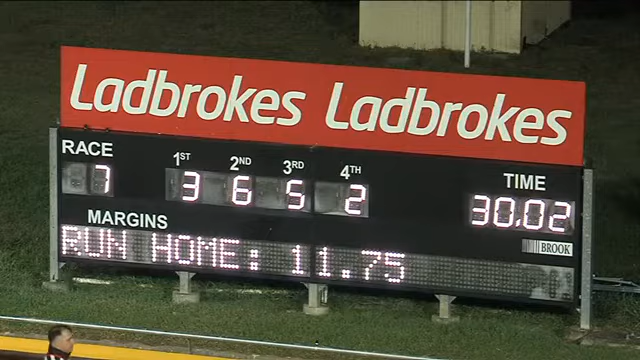 Ladbrokes Ladbrokes
RACE 1ST 2ND 3RD 4TH TIME
7 3 6 5 2 30.02
MARGINS BROOK
RUN HOME: 11.75